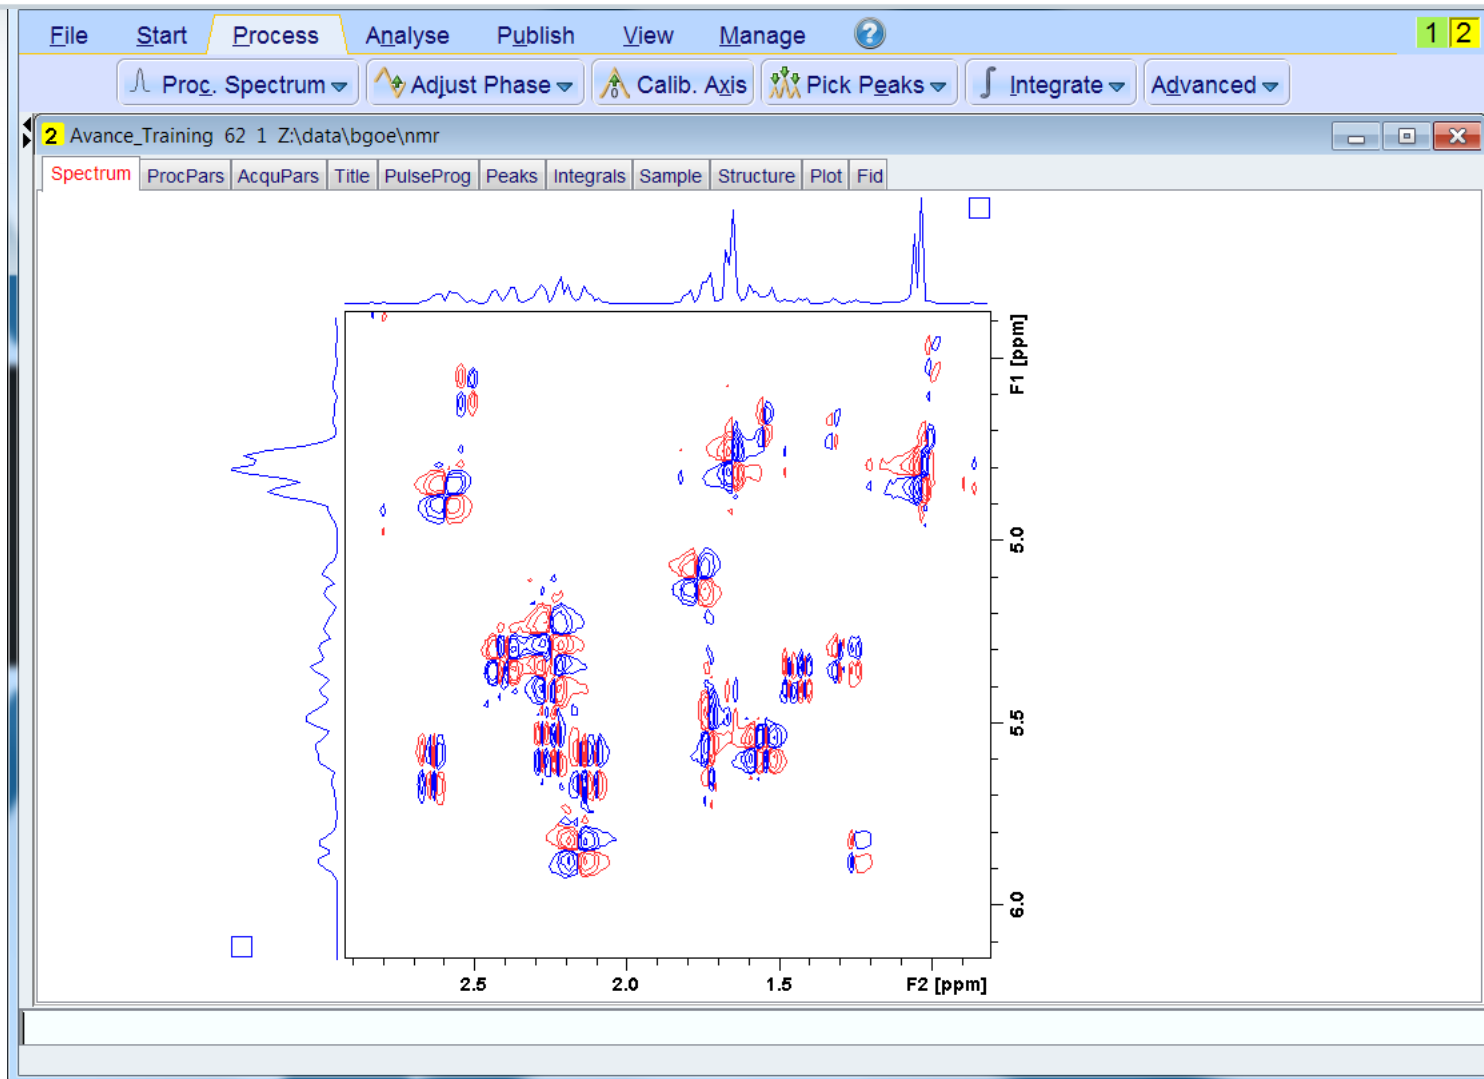 File Start Process Analyse Publish View Manage ? 1 2
Proc. Spectrum Adjust Phase Calib. Axis Pick Peaks Integrate Advanced
2 Avance_Training 62 1 Z:\data\bgoe\nmr
Spectrum ProcPars AcquPars Title PulseProg Peaks Integrals Sample Structure Plot Fid
F1 [ppm]
5.0
5.5
6.0
2.5 2.0 1.5 F2 [ppm]